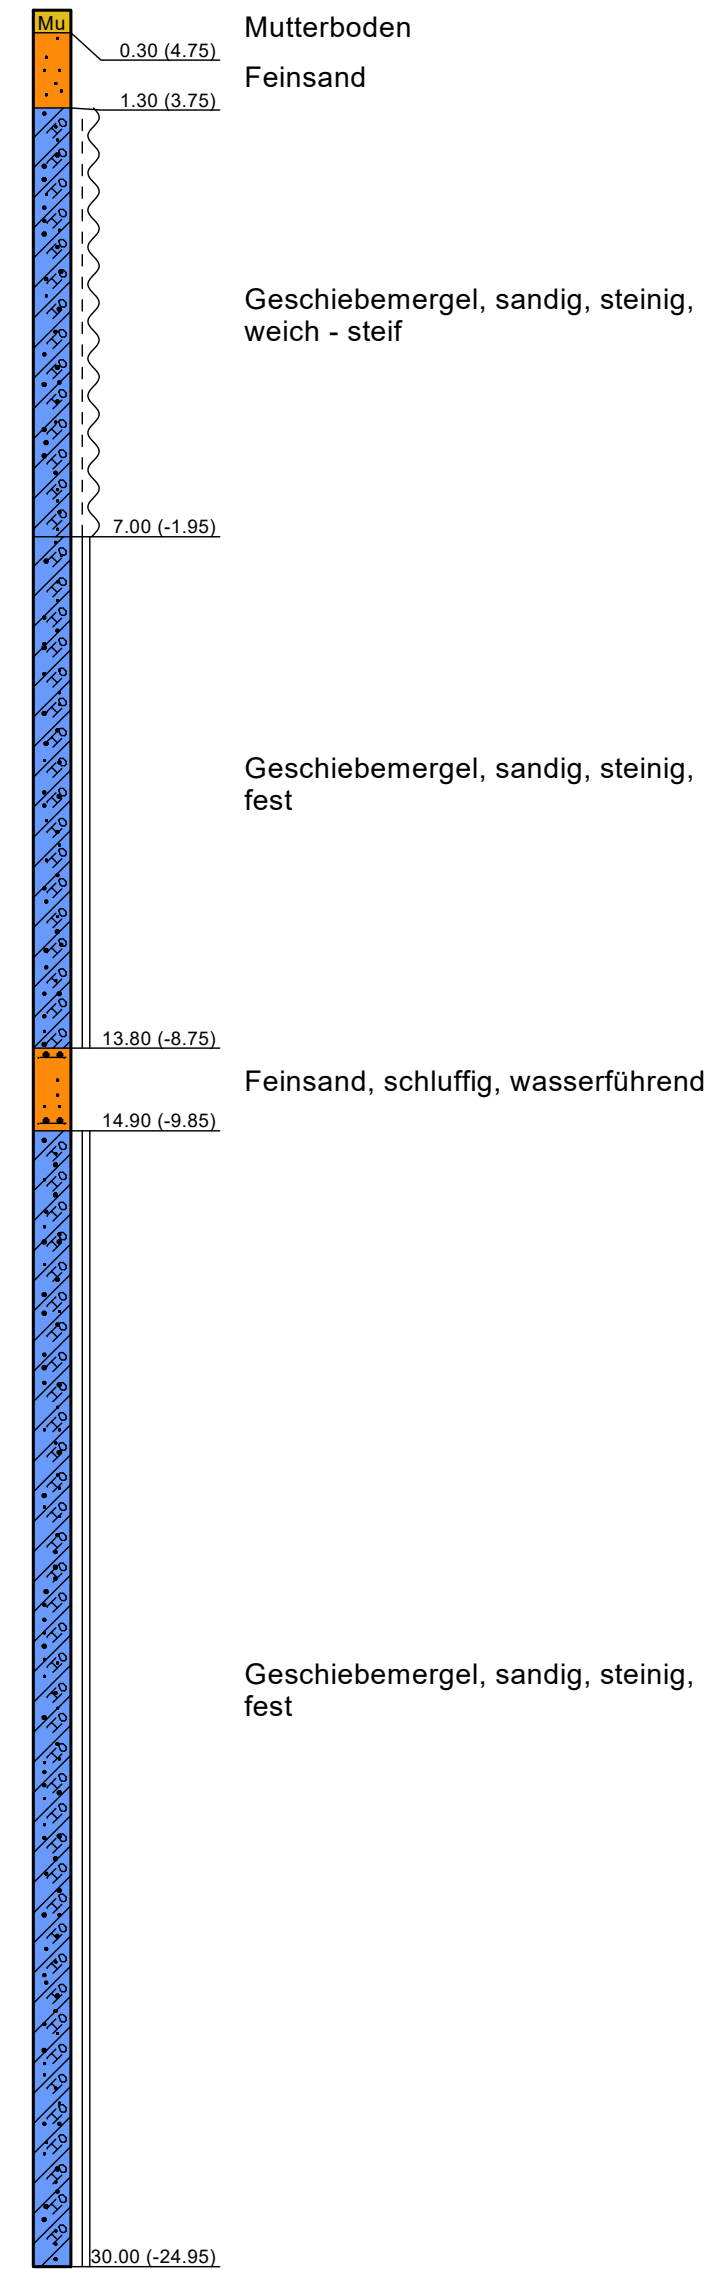 Mu
Mutterboden
0.30 (4.75)
Feinsand
1.30 (3.75)
Geschiebemergel, sandig, steinig,
weich - steif
7.00 (-1.95)
Geschiebemergel, sandig, steinig,
fest
13.80 (-8.75)
Feinsand, schluffig, wasserführend
14.90 (-9.85)
Geschiebemergel, sandig, steinig,
fest
30.00 (-24.95)